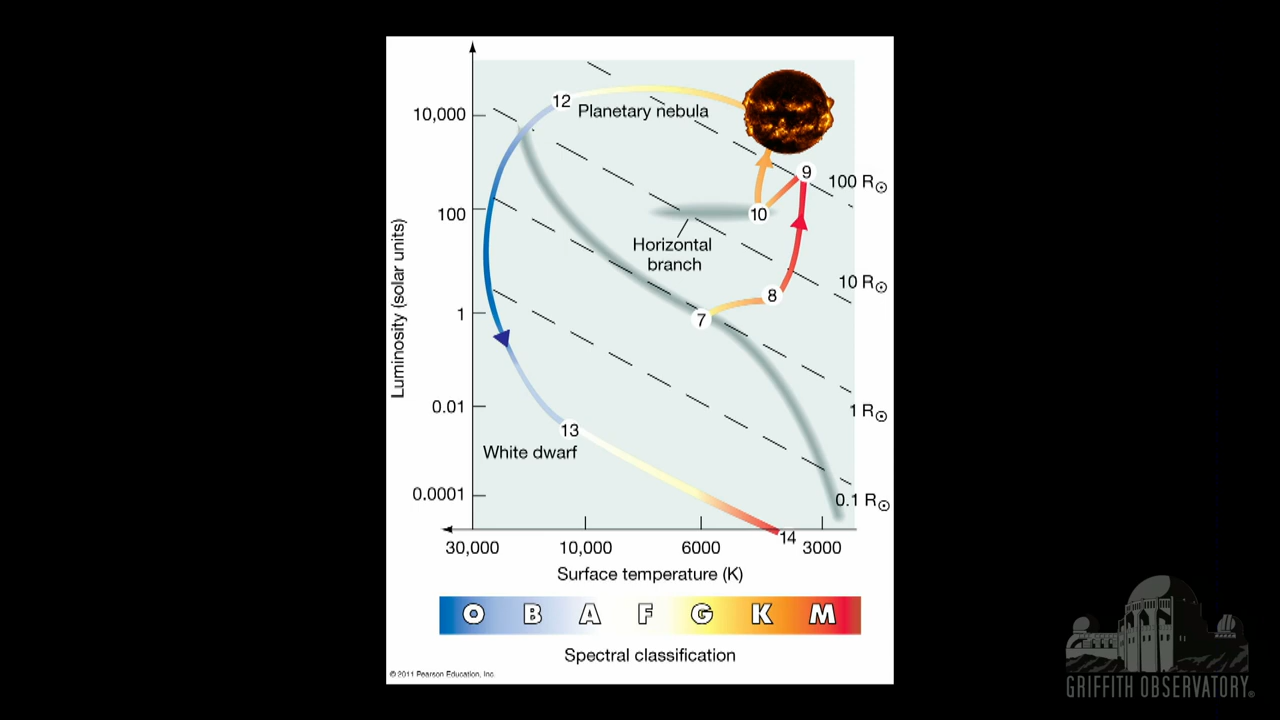 12
Planetary nebula
10,000
9
100 R☉
100
10
Horizontal
branch
10 R☉
8
1
7
Luminosity (solar units)
0.01
1 R☉
13
White dwarf
0.0001
0.1 R☉
14
30,000
10,000
6000
3000
Surface temperature (K)
O B A F G K M
Spectral classification
© 2011 Pearson Education, Inc.
GRIFFITH OBSERVATORY®